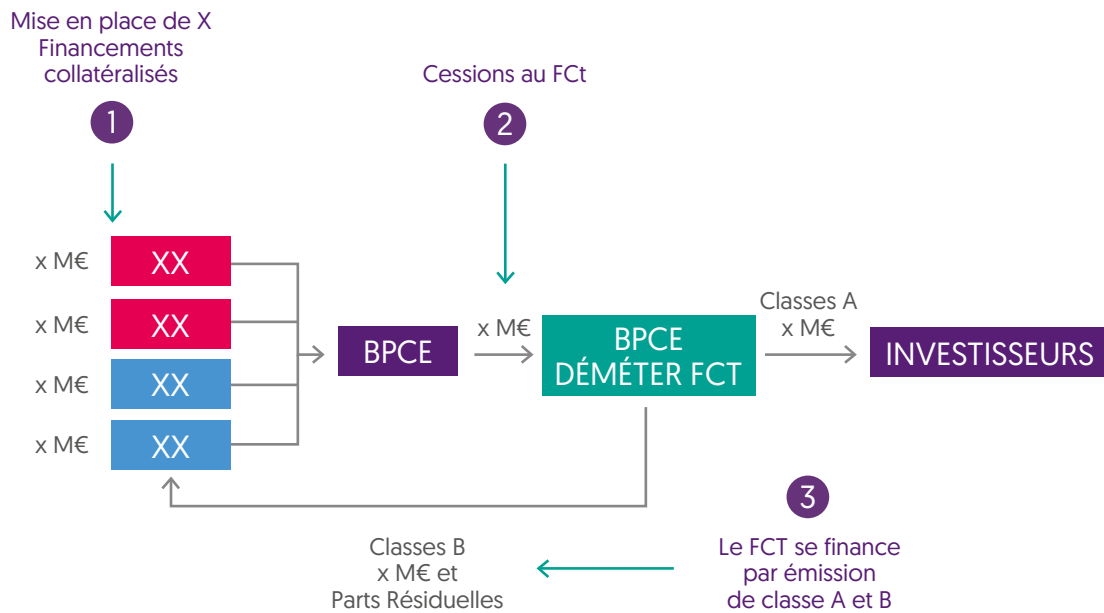 Mise en place de X
Financements
collatéralisés
1
Cessions au FCt
2
x M€
XX
x M€
XX
x M€
XX
x M€
XX
BPCE
x M€
BPCE
DÉMÉTER FCT
Classes A
x M€
INVESTISSEURS
3
Le FCT se finance
par émission
de classe A et B
Classes B
x M€ et
Parts Résiduelles